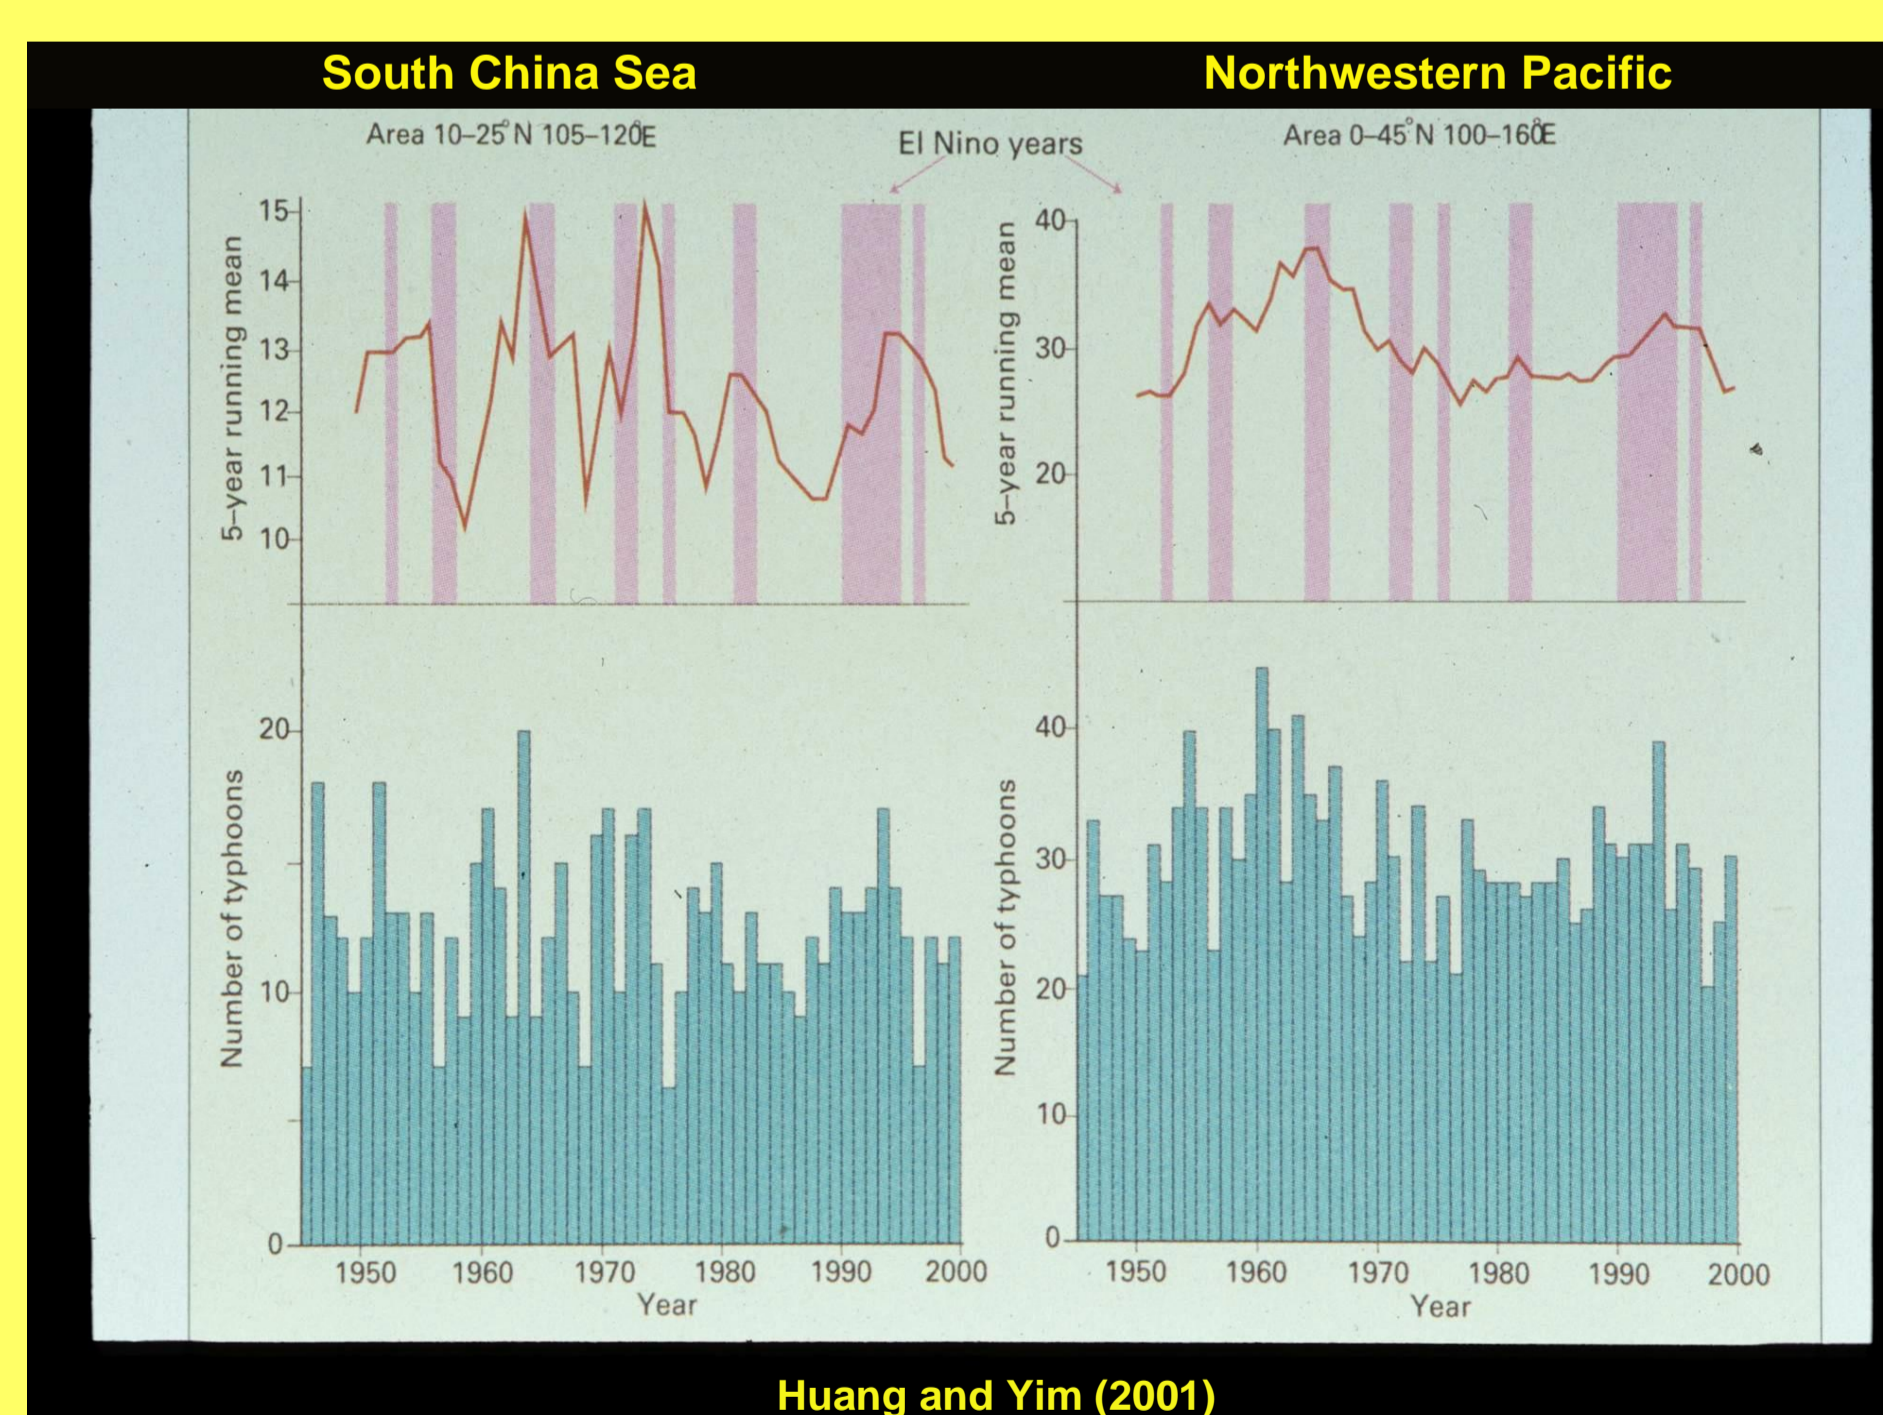 South China Sea
Northwestern Pacific
Area 10–25°N 105–120°E
El Nino years
Area 0–45°N 100–160°E
5–year running mean
15
14
13
12
11
10
5–year running mean
40
30
20
Number of typhoons
20
10
0
1950 1960 1970 1980 1990 2000
Year
Number of typhoons
40
30
20
10
0
1950 1960 1970 1980 1990 2000
Year
Huang and Yim (2001)